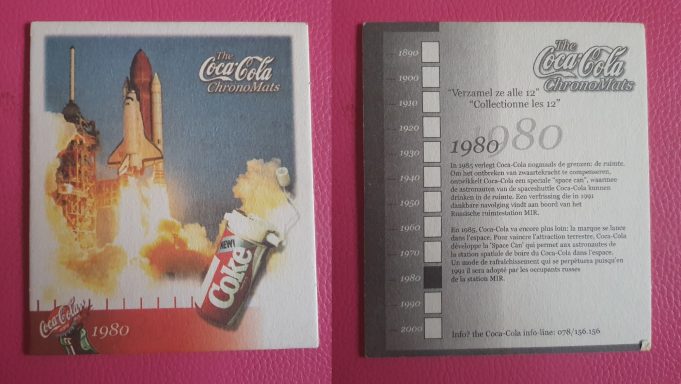 The
Coca-Cola
ChronoMats
NEW!
Coke
Coca-Cola
1980
The
Coca-Cola
ChronoMats
1890
1900
1910
1920
1930
1940
1950
1960
1970
1980
1990
2000
"Verzamel ze alle 12"
"Collectionne les 12"
1980 980
In 1985 verlegt Coca-Cola nogmaals de grenzen: de ruimte.
Om het ontbreken van zwaartekracht te compenseren,
ontwikkelt Coca-Cola een speciale "space can", waarmee
de astronauten van de spaceshuttle Coca-Cola kunnen
drinken in de ruimte. Een verfrissing die in 1991
dankbare navolging vindt aan boord van het
Russische ruimtestation MIR.
En 1985, Coca-Cola va encore plus loin: la marque se lance
dans l'espace. Pour vaincre l'attraction terrestre, Coca-Cola
développe la 'Space Can' qui permet aux astronautes de
la station spatiale de boire du Coca-Cola dans l'espace.
Un mode de rafraîchissement qui se perpétuera puisqu'en
1991 il sera adopté par les occupants russes
de la station MIR.
Info? the Coca-Cola info-line: 078/156.156